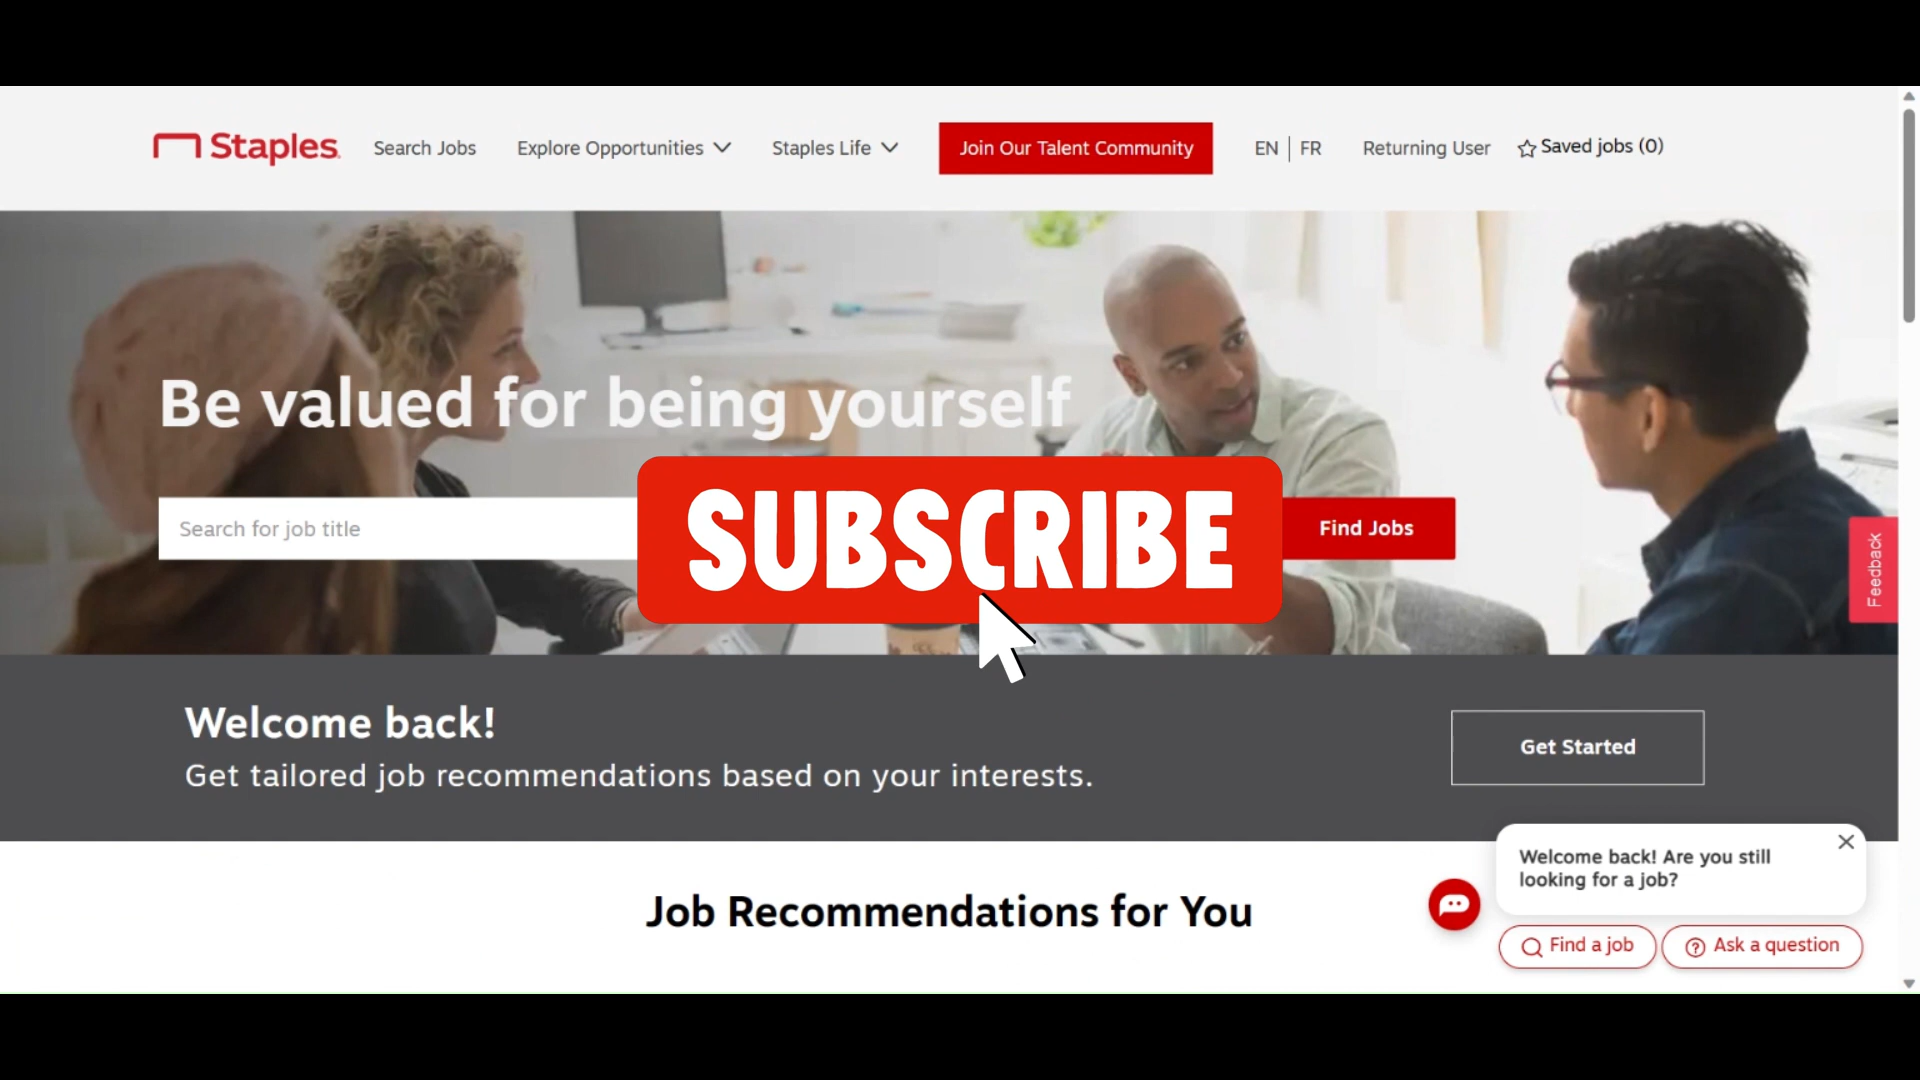 Staples
Search Jobs
Explore Opportunities
Staples Life
Join Our Talent Community
EN | FR
Returning User
Saved jobs (0)
Be valued for being yourself
Search for job title
SUBSCRIBE
Find Jobs
Feedback
Welcome back!
Get tailored job recommendations based on your interests.
Get Started
Job Recommendations for You
Welcome back! Are you still
looking for a job?
Find a job
Ask a question